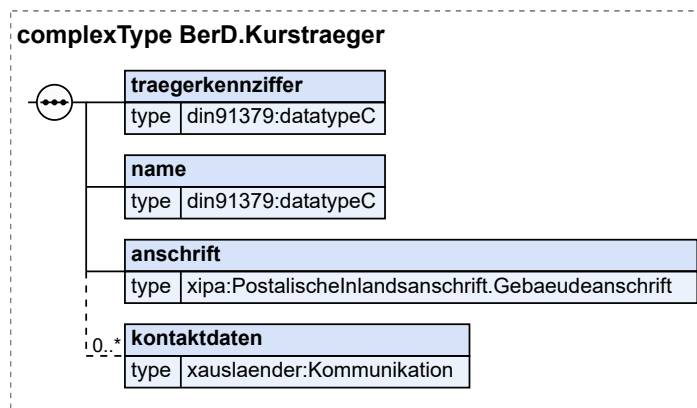 complexType BerD.Kurstraeger
traegerkennziffer
type din91379:datatypeC
name
type din91379:datatypeC
anschrift
type xipa:PostalischeInlandsanschrift.Gebaeudeanschrift
0..* kontaktdaten
type xauslaender:Kommunikation